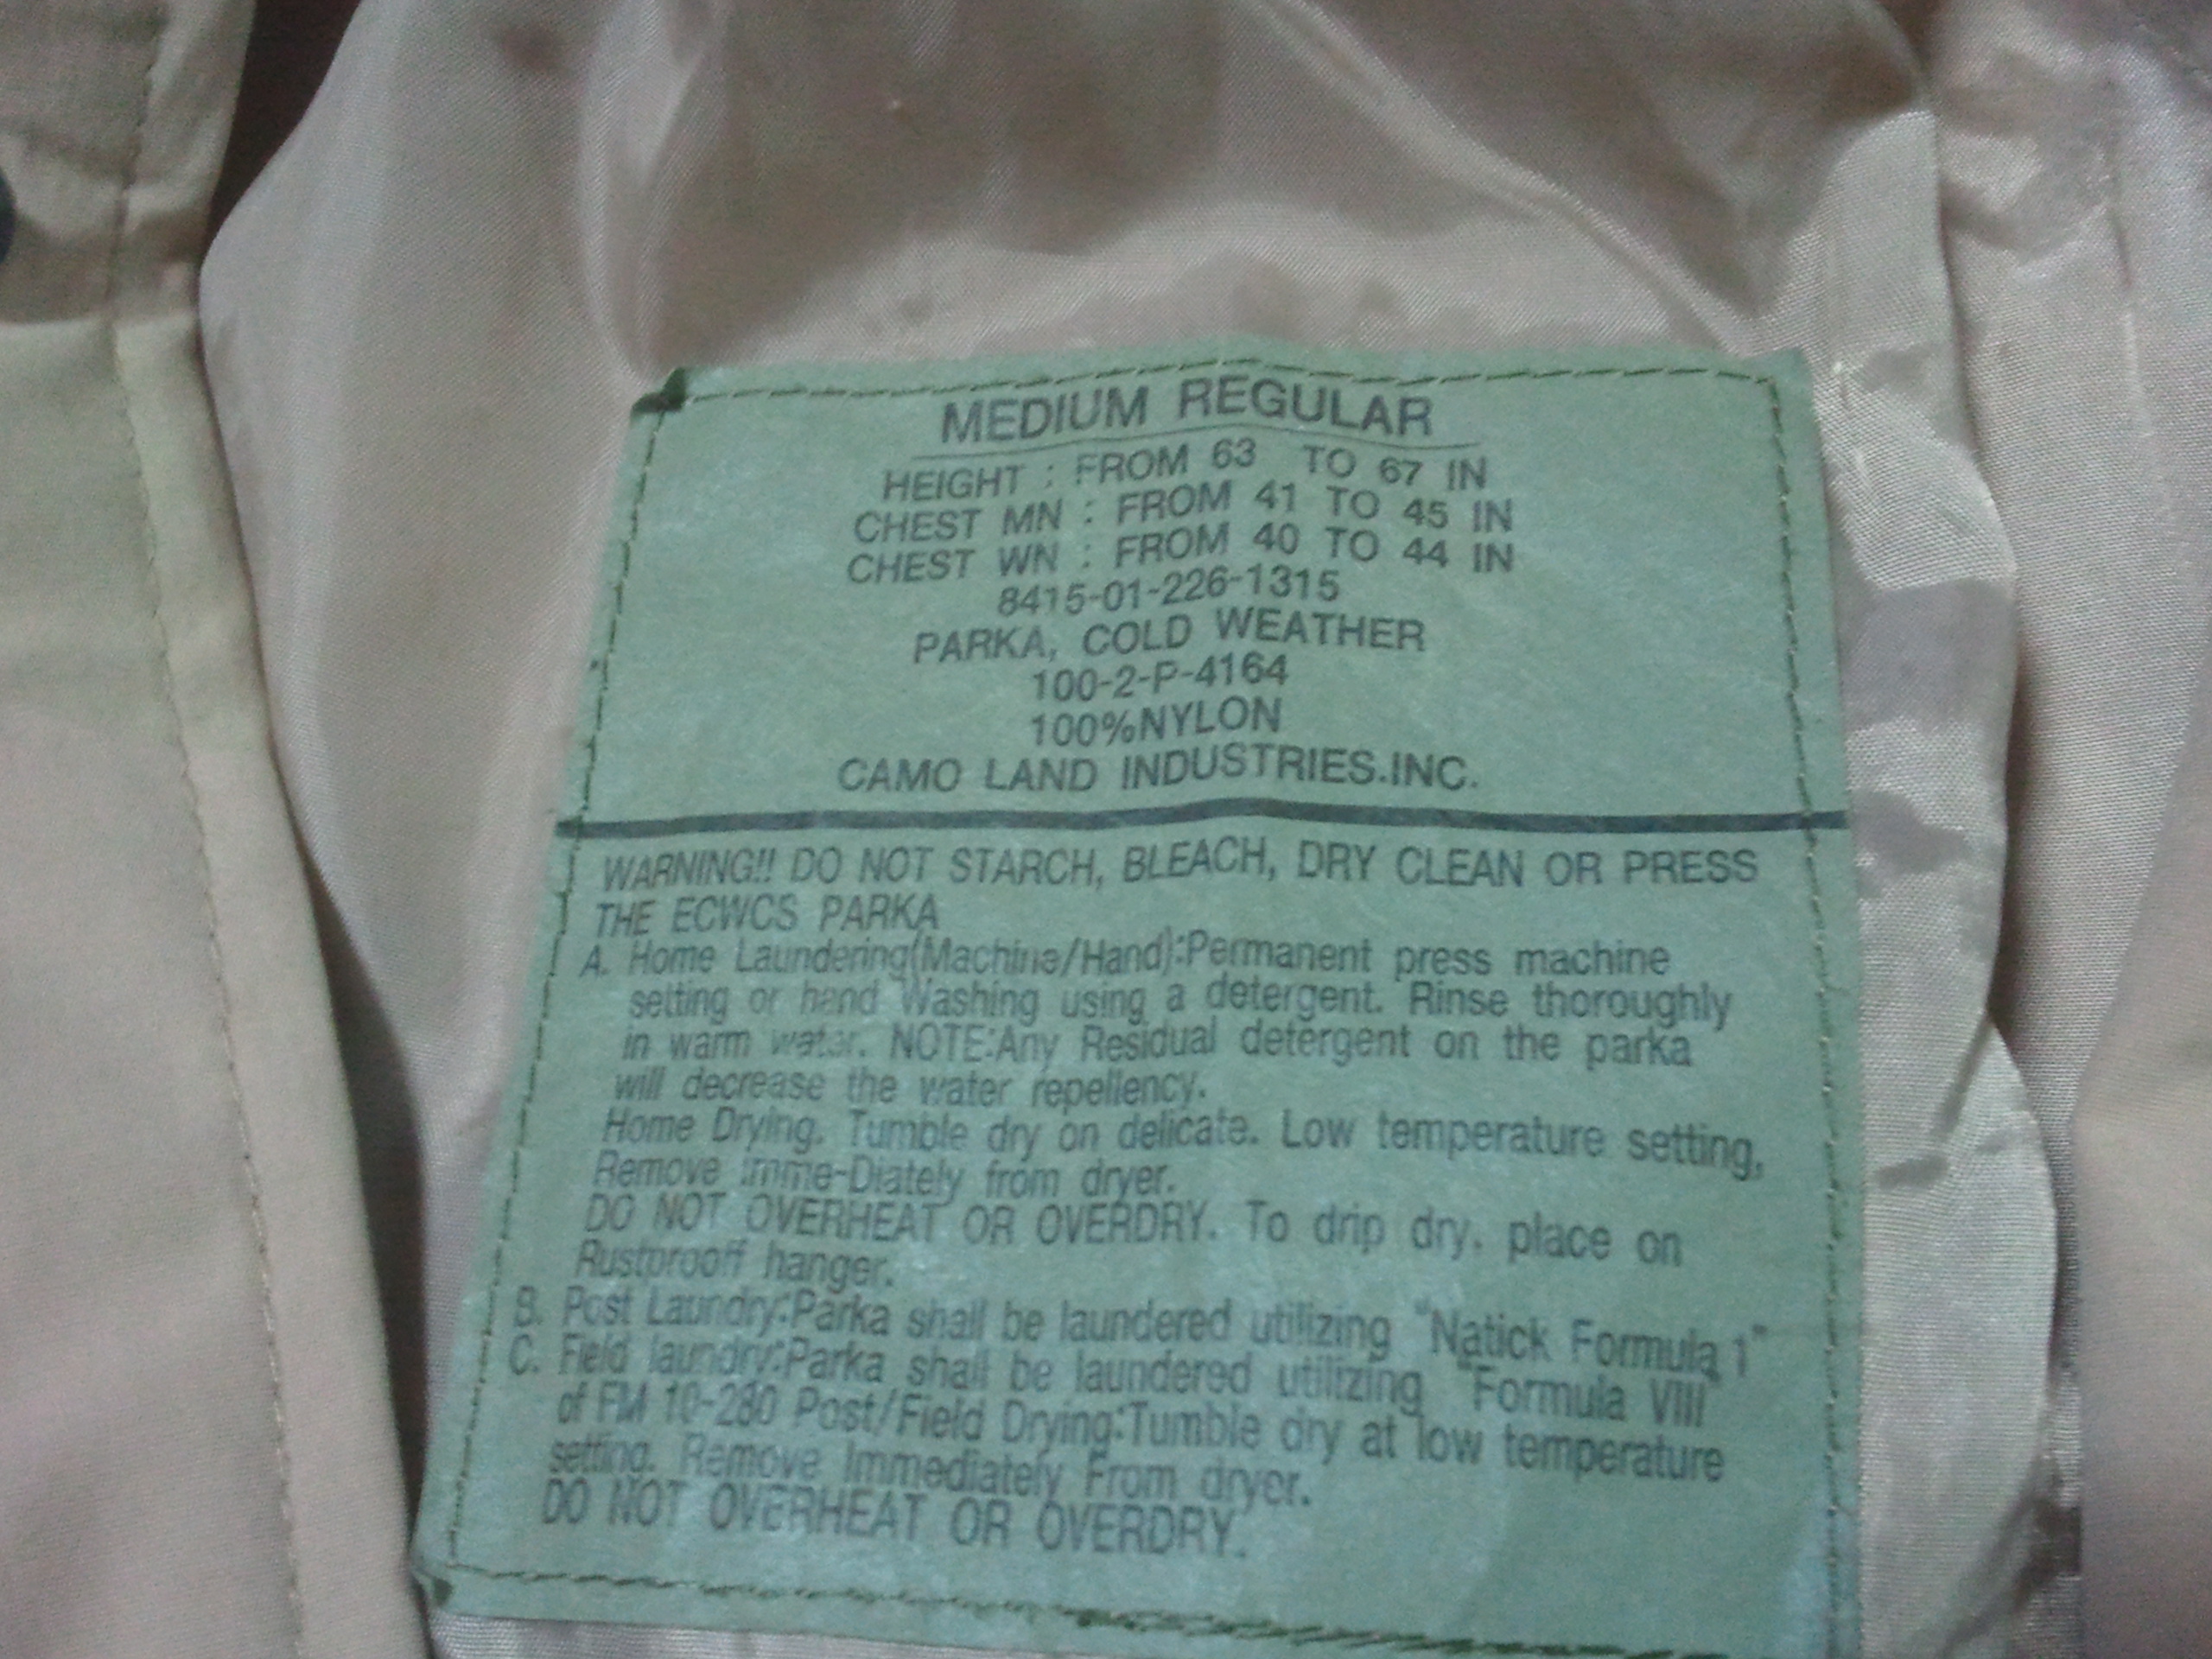 MEDIUM REGULAR
HEIGHT : FROM 63 TO 67 IN
CHEST MN : FROM 41 TO 45 IN
CHEST WN : FROM 40 TO 44 IN
8415-01-226-1315
PARKA, COLD WEATHER
100-2-P-4164
100%NYLON
CAMO LAND INDUSTRIES.INC.
WARNING!! DO NOT STARCH, BLEACH, DRY CLEAN OR PRESS
THE ECWCS PARKA
A. Home Laundering(Machine/Hand):Permanent press machine
setting or hand Washing using a detergent. Rinse thoroughly
in warm water. NOTE:Any Residual detergent on the parka
will decrease the water repellency.
Home Drying. Tumble dry on delicate. Low temperature setting,
Remove imme-Diately from dryer.
DO NOT OVERHEAT OR OVERDRY. To drip dry. place on
Rustprooff hanger.
B. Post Laundry:Parka shall be laundered utilizing "Natick Formula 1"
C. Field laundry:Parka shall be laundered utilizing "Formula VIII"
of FM 10-280 Post/Field Drying:Tumble dry at low temperature
setting. Remove Immediately From dryer.
DO NOT OVERHEAT OR OVERDRY.